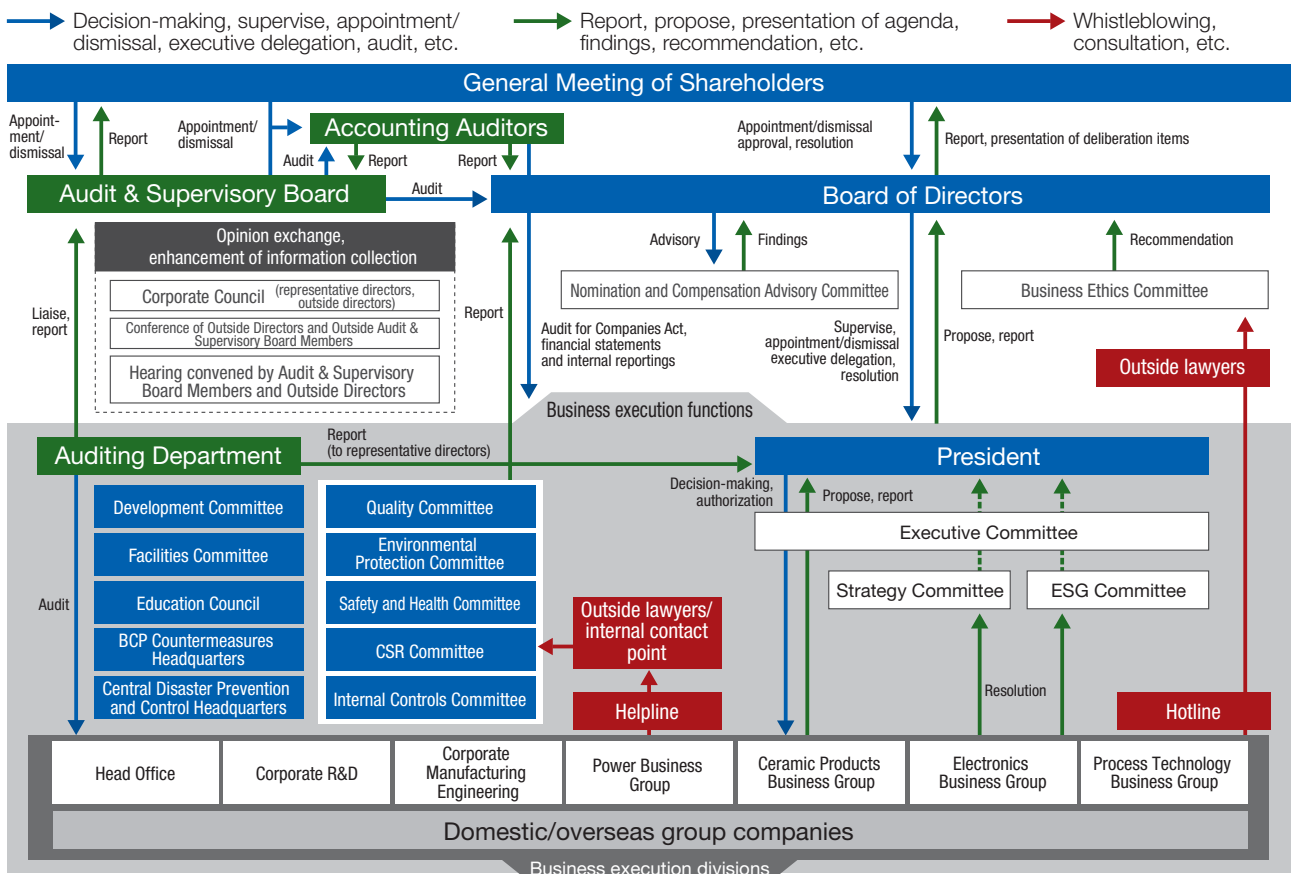 Decision-making, supervise, appointment/
dismissal, executive delegation, audit, etc.
Report, propose, presentation of agenda,
findings, recommendation, etc.
Whistleblowing,
consultation, etc.
General Meeting of Shareholders
Appoint-
ment/
dismissal
Report
Appointment/
dismissal
Accounting Auditors
Audit
Report
Report
Appointment/dismissal
approval, resolution
Report, presentation of deliberation items
Audit & Supervisory Board
Audit
Board of Directors
Opinion exchange,
enhancement of information collection
Corporate Council (representative directors,
outside directors)
Conference of Outside Directors and Outside Audit &
Supervisory Board Members
Hearing convened by Audit & Supervisory
Board Members and Outside Directors
Liaise,
report
Report
Advisory
Findings
Recommendation
Nomination and Compensation Advisory Committee
Business Ethics Committee
Audit for Companies Act,
financial statements
and internal reportings
Supervise,
appointment/dismissal
executive delegation,
resolution
Propose, report
Outside lawyers
Business execution functions
Auditing Department
Report
(to representative directors)
President
Decision-making,
authorization
Propose, report
Development Committee
Quality Committee
Executive Committee
Facilities Committee
Environmental
Protection Committee
Strategy Committee
ESG Committee
Audit
Education Council
Safety and Health Committee
Outside lawyers/
internal contact
point
BCP Countermeasures
Headquarters
CSR Committee
Central Disaster Prevention
and Control Headquarters
Internal Controls Committee
Resolution
Helpline
Hotline
Head Office
Corporate R&D
Corporate
Manufacturing
Engineering
Power Business
Group
Ceramic Products
Business Group
Electronics
Business Group
Process Technology
Business Group
Domestic/overseas group companies
Business execution divisions